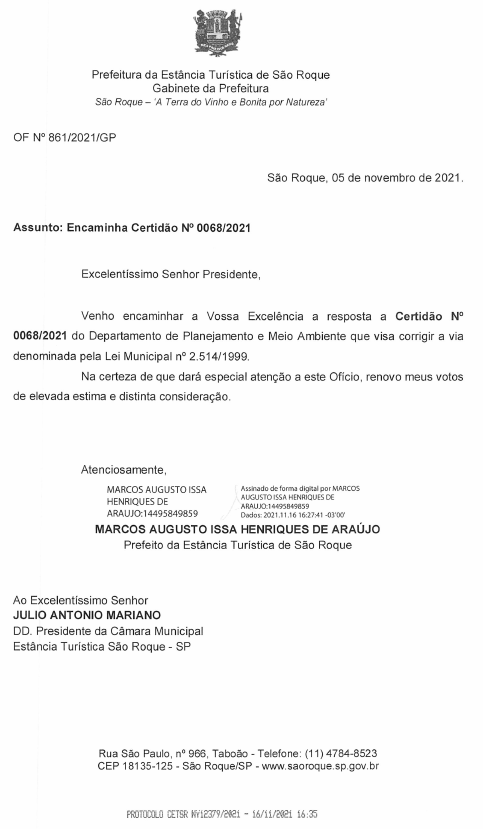 Prefeitura da Estância Turística de São Roque
Gabinete da Prefeitura
São Roque – 'A Terra do Vinho e Bonita por Natureza'
OF Nº 861/2021/GP
São Roque, 05 de novembro de 2021.
Assunto: Encaminha Certidão Nº 0068/2021
Excelentíssimo Senhor Presidente,
Venho encaminhar a Vossa Excelência a resposta a Certidão Nº
0068/2021 do Departamento de Planejamento e Meio Ambiente que visa corrigir a via
denominada pela Lei Municipal nº 2.514/1999.
Na certeza de que dará especial atenção a este Ofício, renovo meus votos
de elevada estima e distinta consideração.
Atenciosamente,
MARCOS AUGUSTO ISSA
HENRIQUES DE
ARAUJO:14495849859
Assinado de forma digital por MARCOS
AUGUSTO ISSA HENRIQUES DE
ARAUJO:14495849859
Dados: 2021.11.16 16:27:41 -03'00'
MARCOS AUGUSTO ISSA HENRIQUES DE ARAÚJO
Prefeito da Estância Turística de São Roque
Ao Excelentíssimo Senhor
JULIO ANTONIO MARIANO
DD. Presidente da Câmara Municipal
Estância Turística São Roque - SP
Rua São Paulo, nº 966, Taboão - Telefone: (11) 4784-8523
CEP 18135-125 - São Roque/SP - www.saoroque.sp.gov.br
PROTOCOLO CETSR Nº12379/2021 - 16/11/2021 16:35